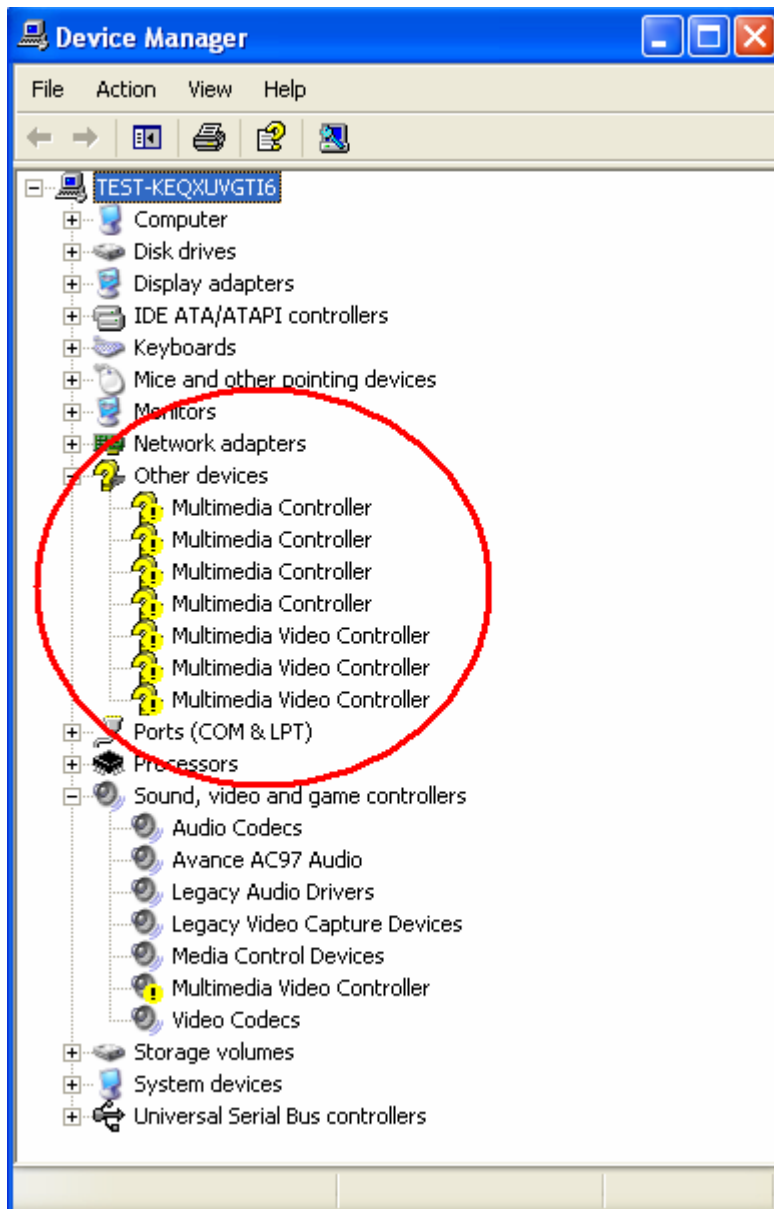 Device Manager
File Action View Help
TEST-KEQXUVGTI6
Computer
Disk drives
Display adapters
IDE ATA/ATAPI controllers
Keyboards
Mice and other pointing devices
Monitors
Network adapters
Other devices
Multimedia Controller
Multimedia Controller
Multimedia Controller
Multimedia Controller
Multimedia Video Controller
Multimedia Video Controller
Multimedia Video Controller
Ports (COM & LPT)
Processors
Sound, video and game controllers
Audio Codecs
Avance AC97 Audio
Legacy Audio Drivers
Legacy Video Capture Devices
Media Control Devices
Multimedia Video Controller
Video Codecs
Storage volumes
System devices
Universal Serial Bus controllers